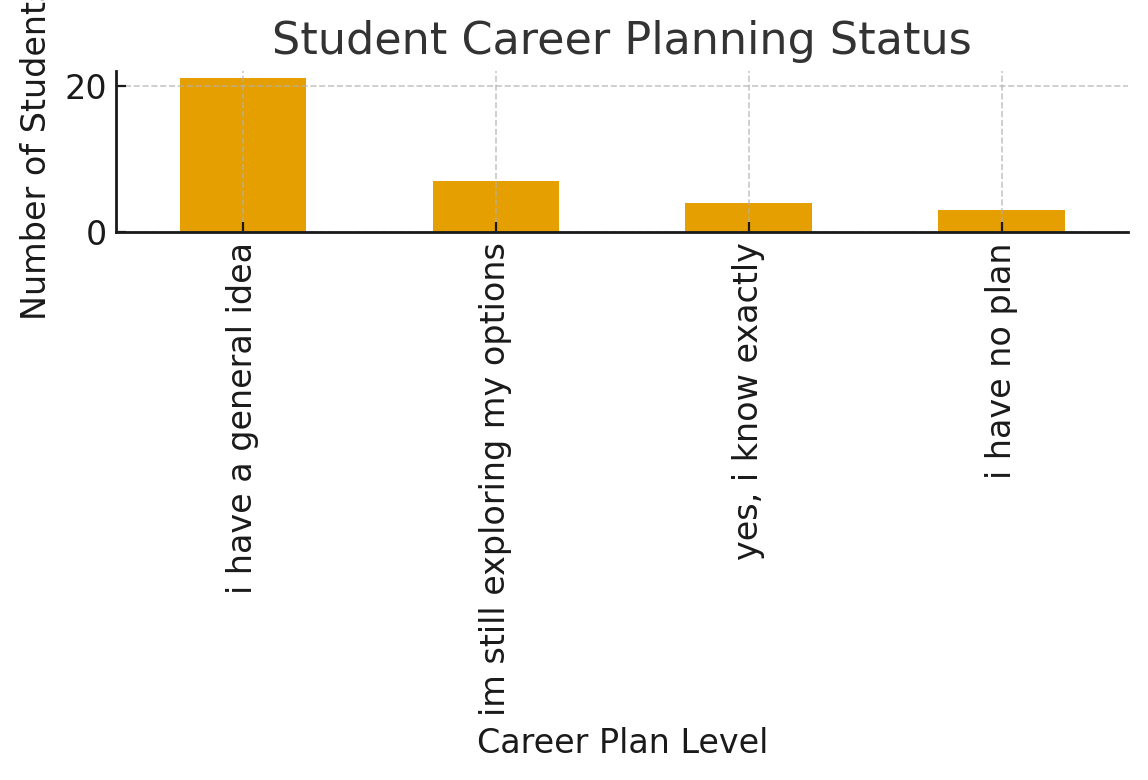 Student Career Planning Status
Number of Student
20
0
i have a general idea
im still exploring my options
yes, i know exactly
i have no plan
Career Plan Level